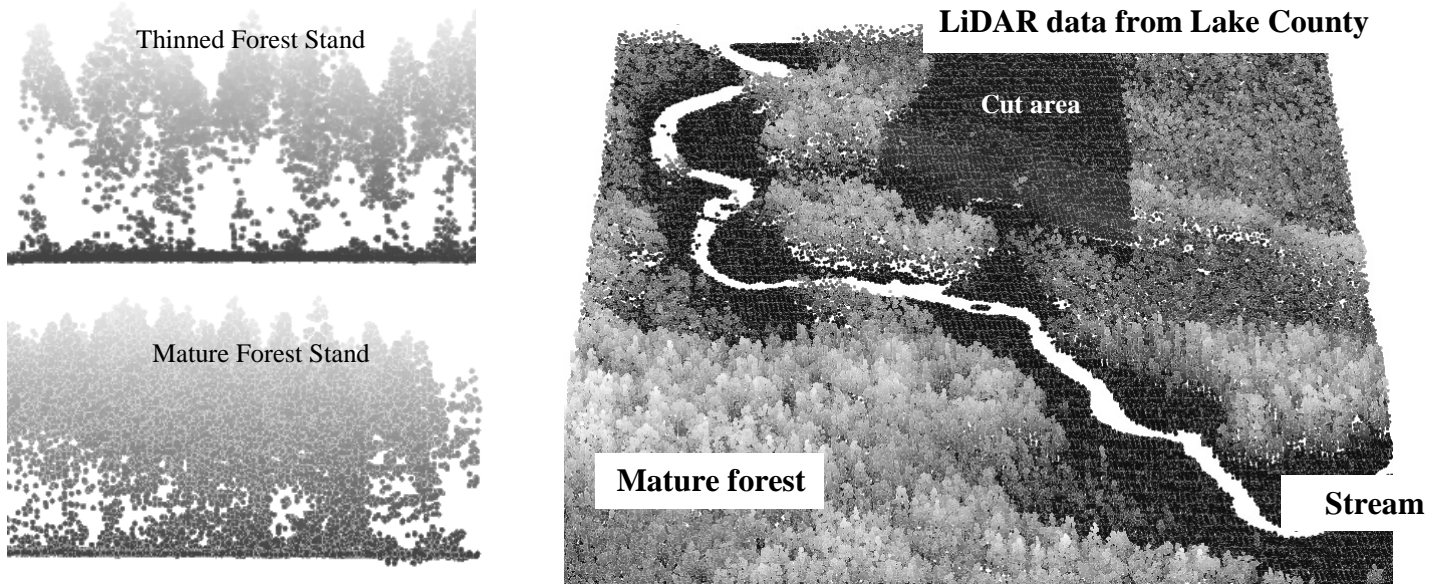 Thinned Forest Stand
Mature Forest Stand
LiDAR data from Lake County
Cut area
Mature forest
Stream